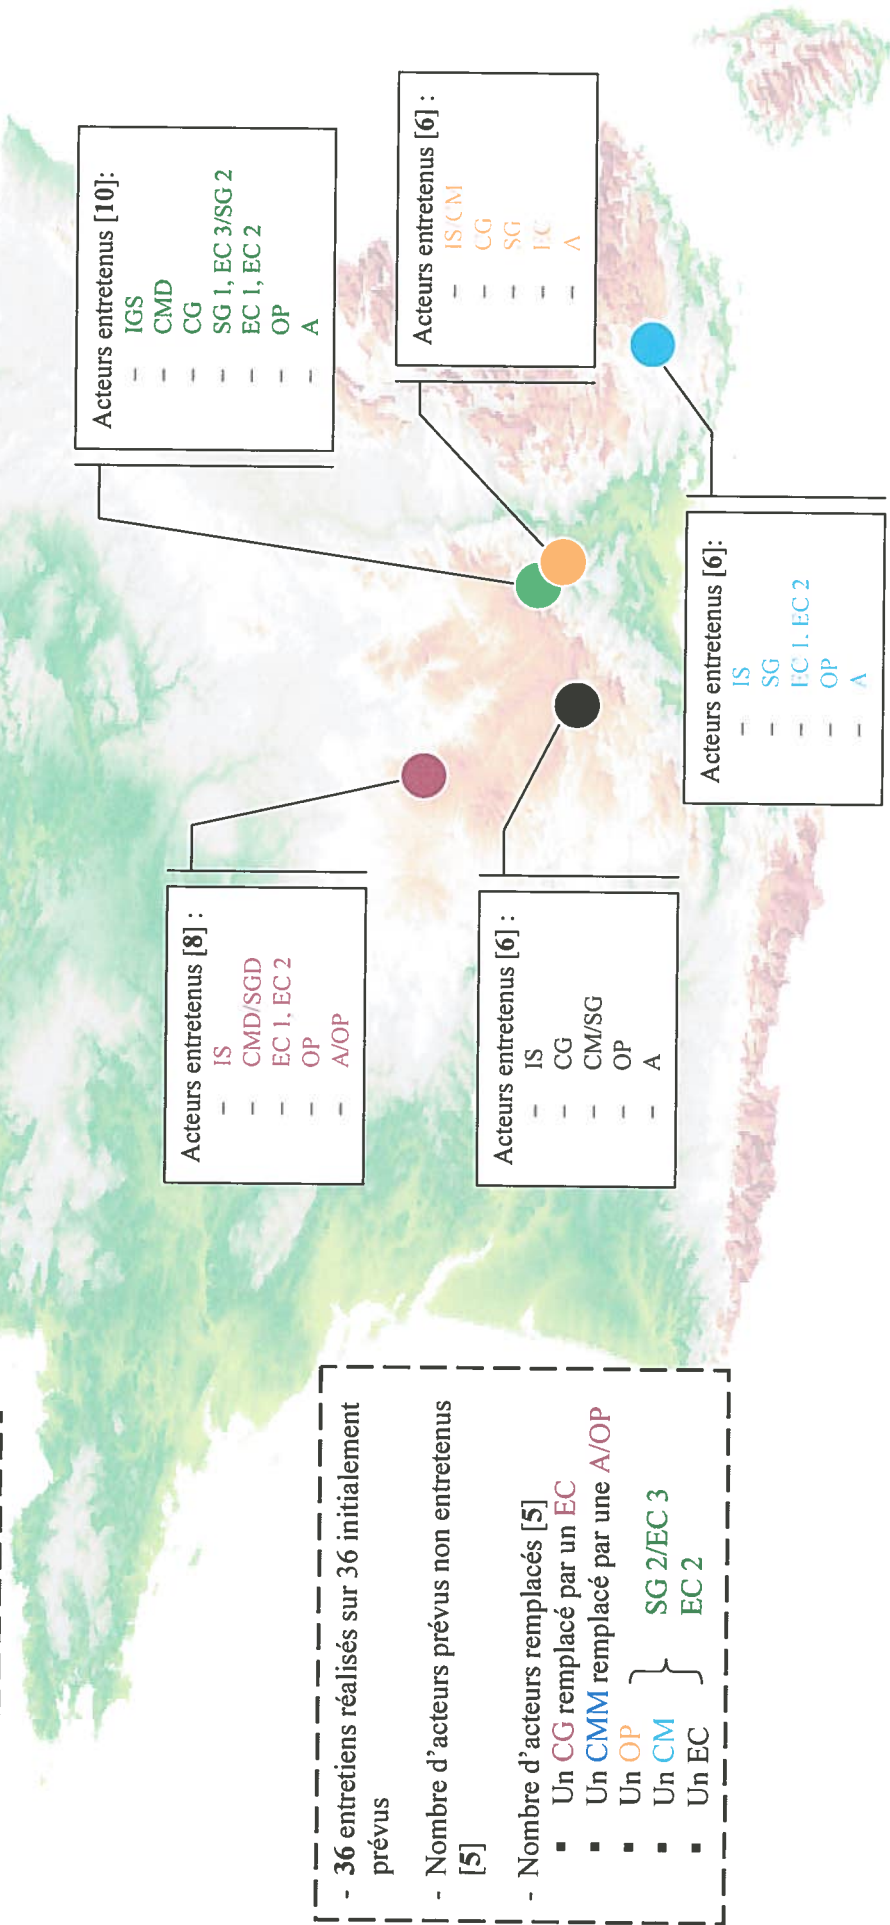 Acteurs entretenus [10]:
- IGS
- CMD
- CG
- SG 1, EC 3/SG 2
- EC 1, EC 2
- OP
- A
Acteurs entretenus [6] :
- IS/CM
- CG
- SG
- EC
- A
Acteurs entretenus [8] :
- IS
- CMD/SGD
- EC 1, EC 2
- OP
- A/OP
Acteurs entretenus [6] :
- IS
- CG
- CM/SG
- OP
- A
Acteurs entretenus [6]:
- IS
- SG
- EC 1, EC 2
- OP
- A
- 36 entretiens réalisés sur 36 initialement
prévus
- Nombre d'acteurs prévus non entretenus
[5]
- Nombre d'acteurs remplacés [5]
▪ Un CG remplacé par un EC
▪ Un CMM remplacé par une A/OP
▪ Un OP
▪ Un CM
▪ Un EC
SG 2/EC 3
EC 2